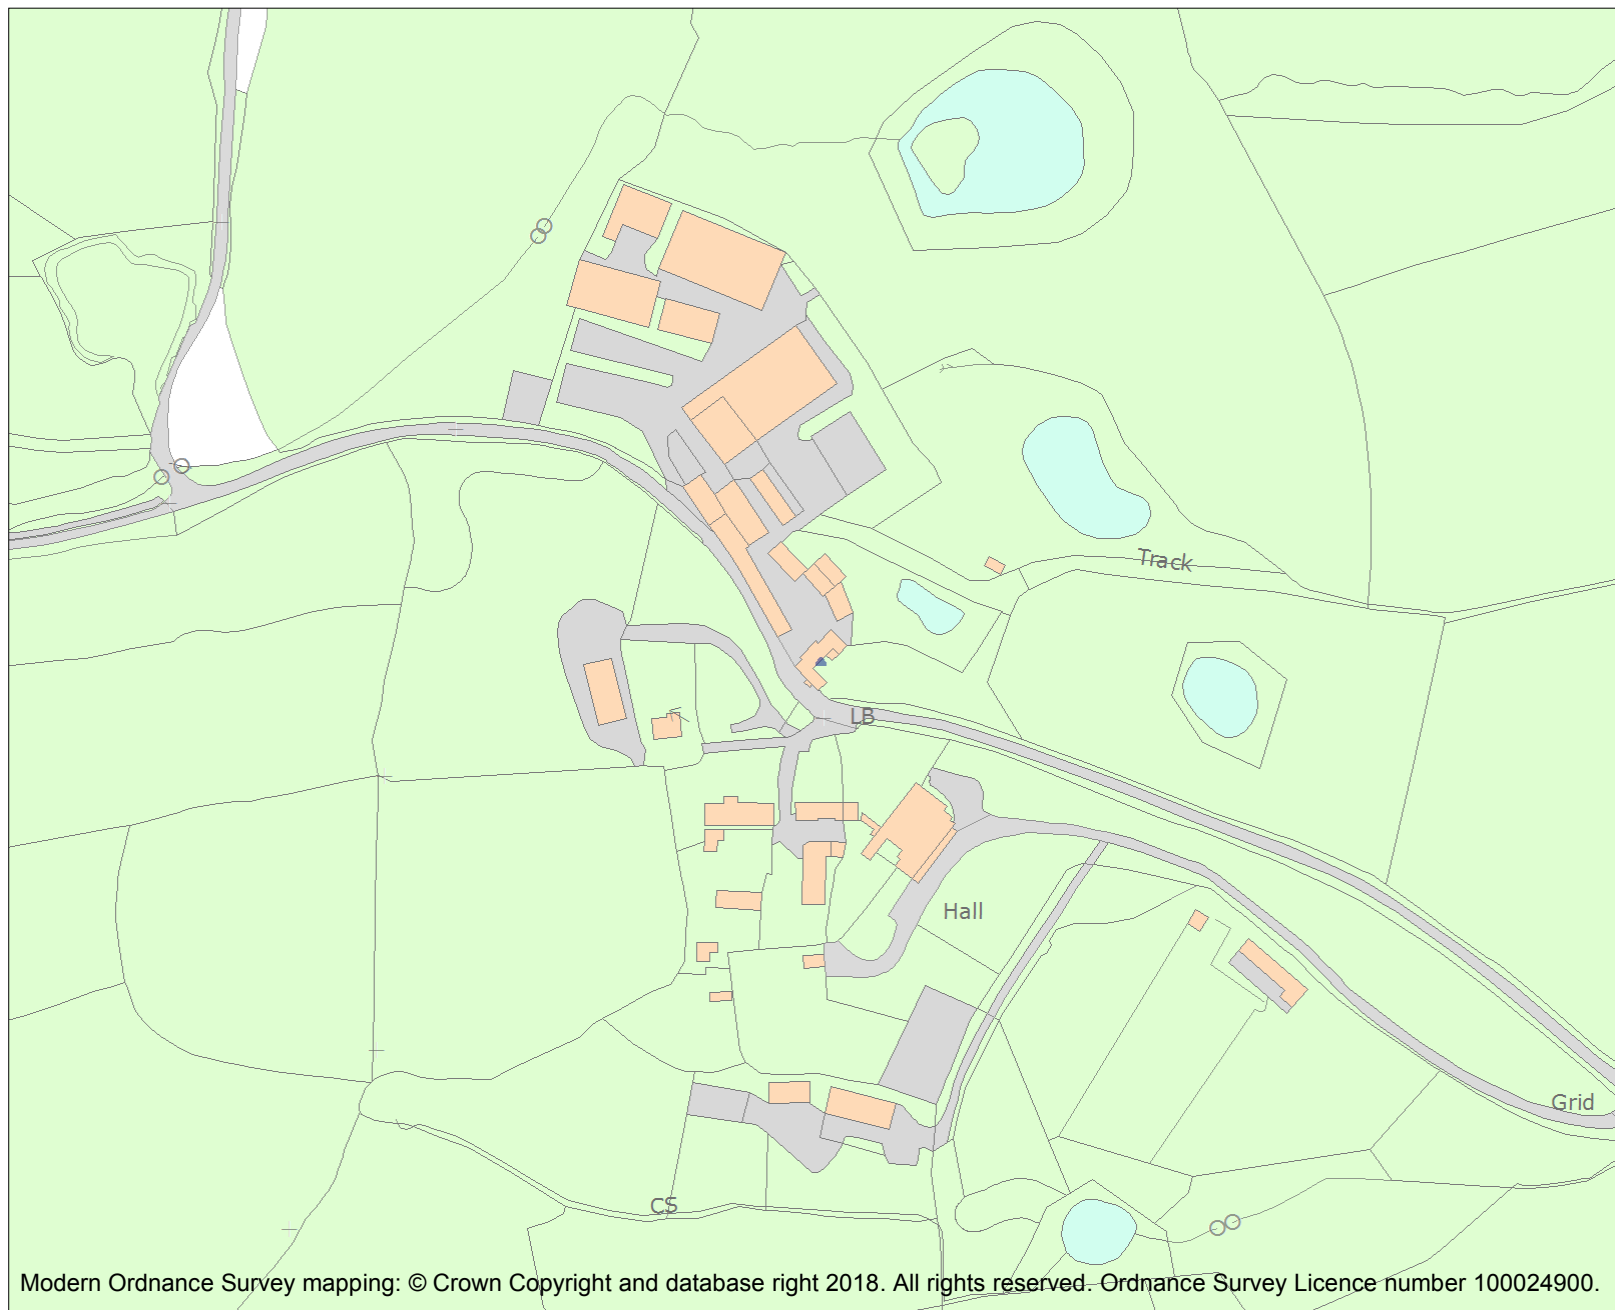 Track
LB
Hall
Grid
CS
Modern Ordnance Survey mapping: © Crown Copyright and database right 2018. All rights reserved. Ordnance Survey Licence number 100024900.